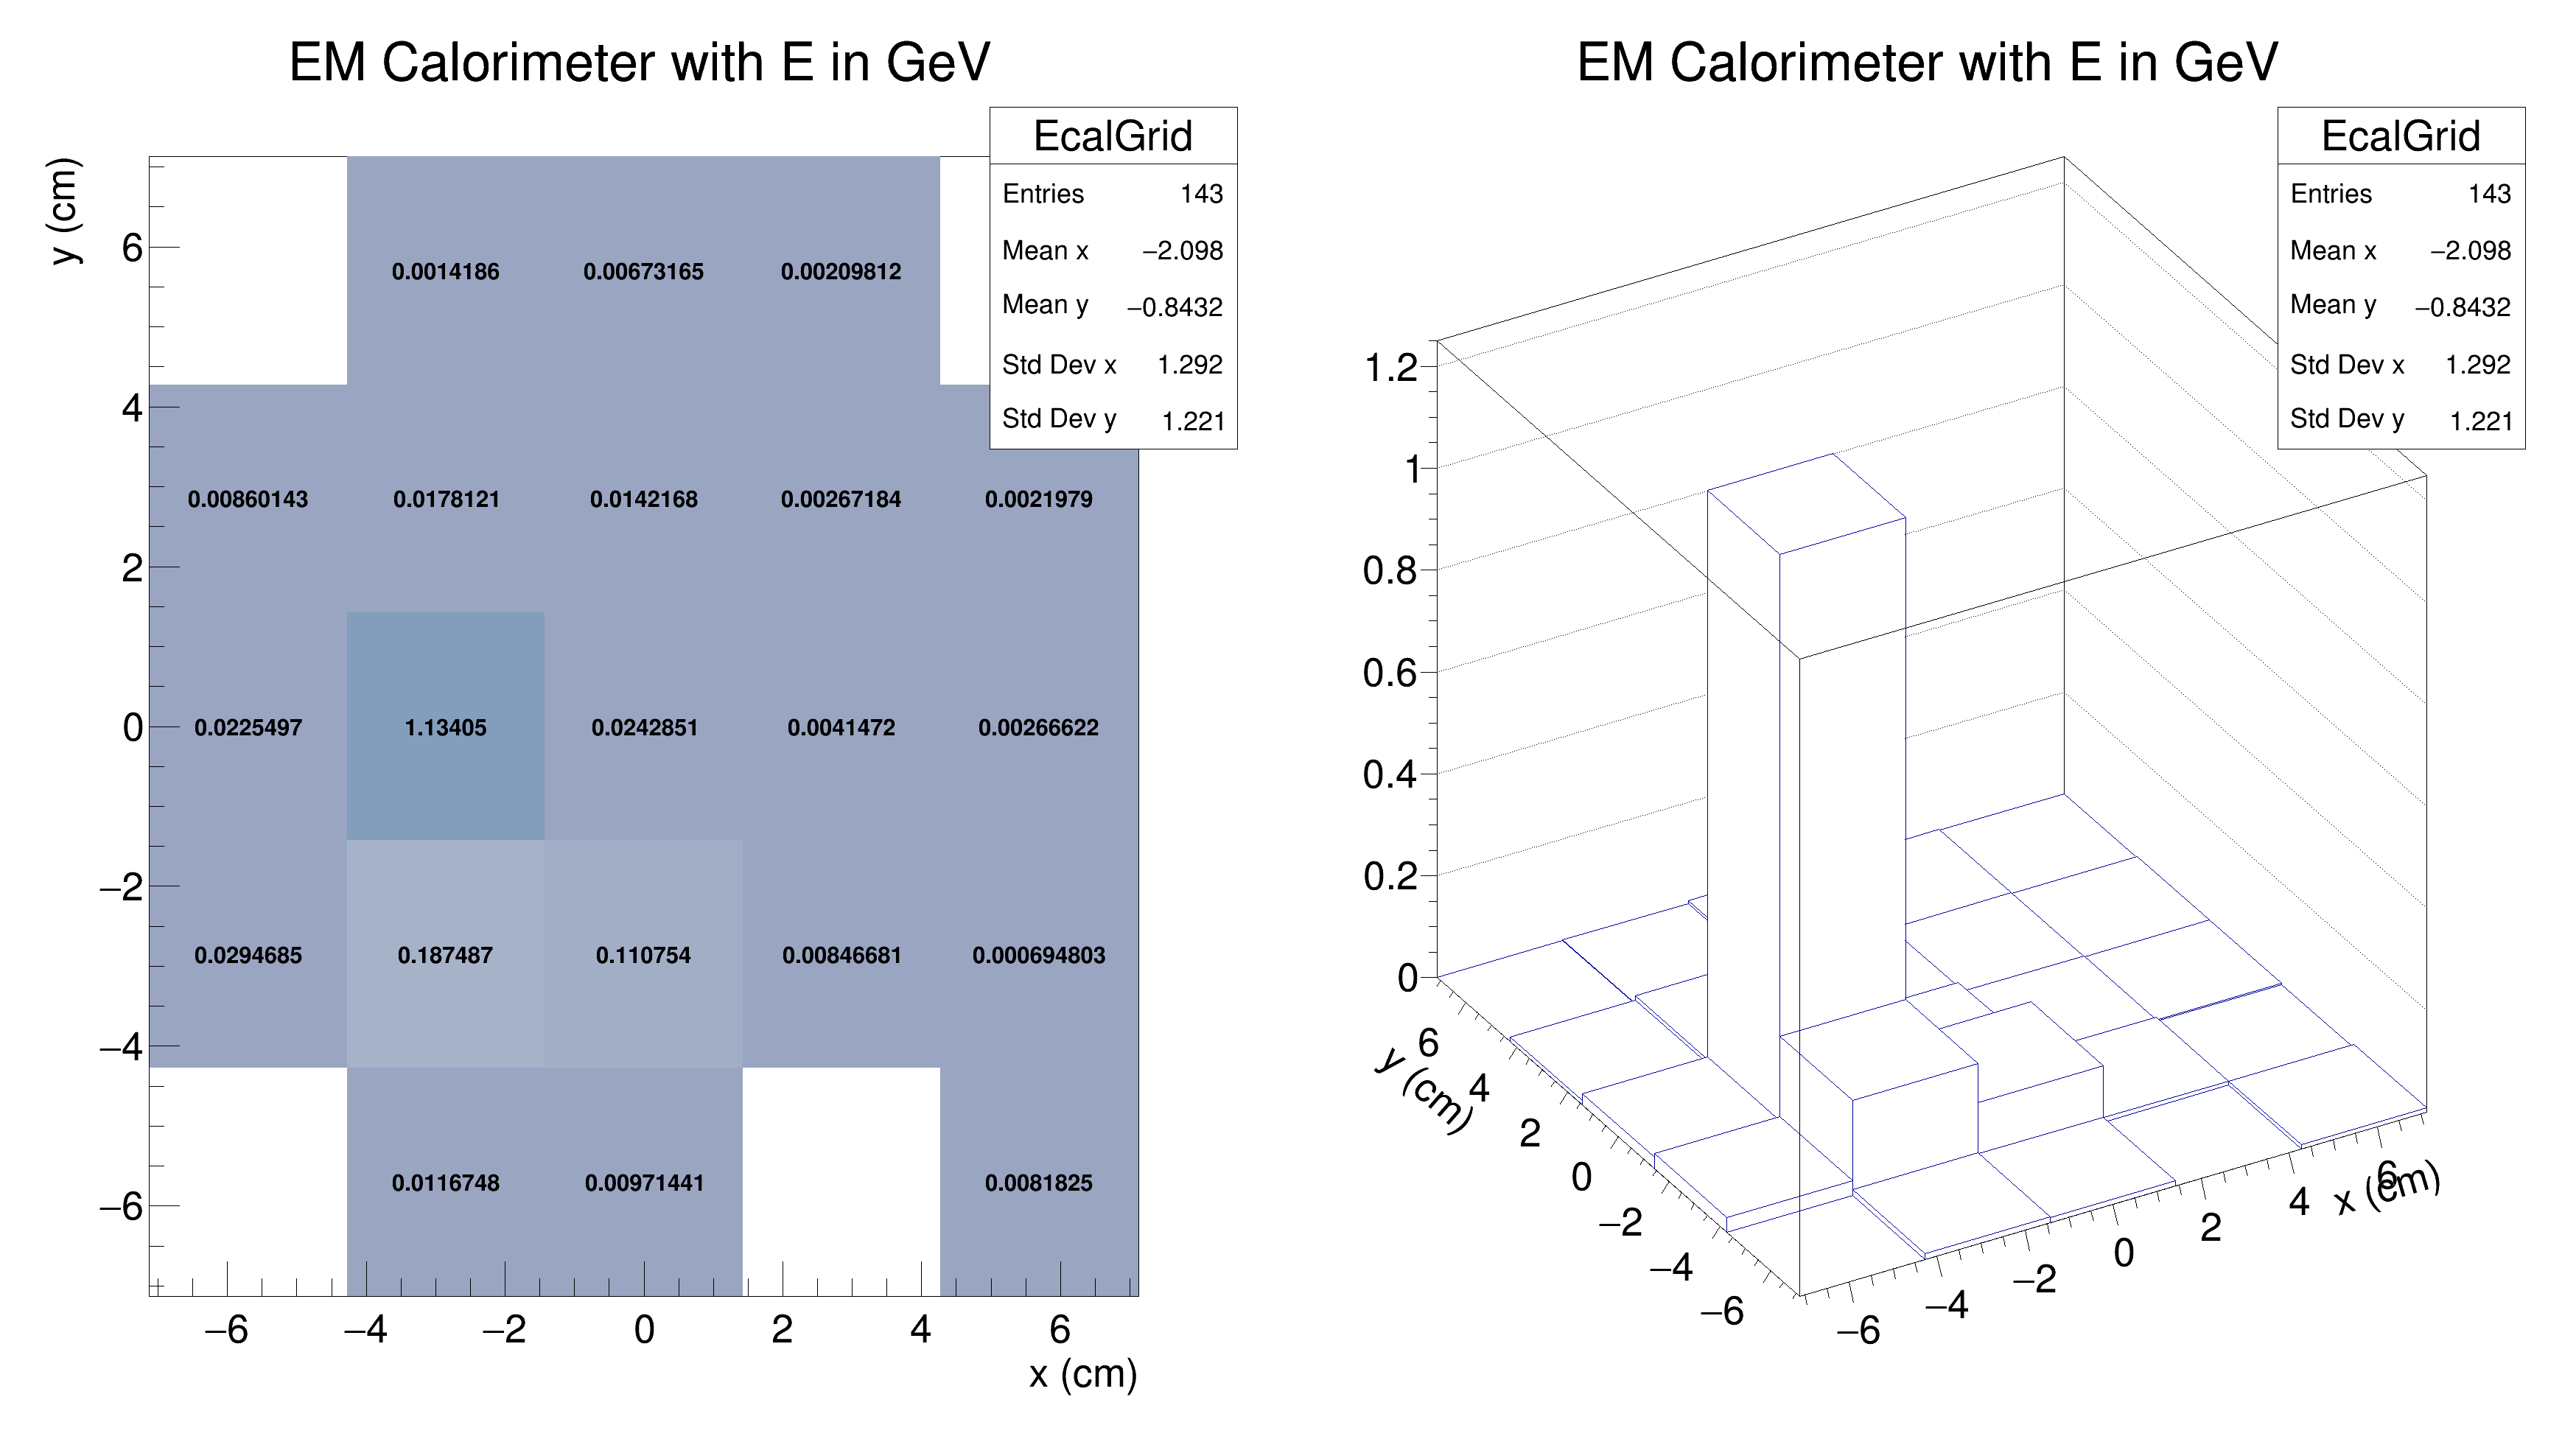 EM Calorimeter with E in GeV
EcalGrid
Entries 143
Mean x −2.098
Mean y −0.8432
Std Dev x 1.292
Std Dev y 1.221
y (cm)
6
4
2
0
−2
−4
−6
0.0014186 0.00673165 0.00209812
0.00860143 0.0178121 0.0142168 0.00267184 0.0021979
0.0225497 1.13405 0.0242851 0.0041472 0.00266622
0.0294685 0.187487 0.110754 0.00846681 0.000694803
0.0116748 0.00971441 0.0081825
−6 −4 −2 0 2 4 6
x (cm)
EM Calorimeter with E in GeV
EcalGrid
Entries 143
Mean x −2.098
Mean y −0.8432
Std Dev x 1.292
Std Dev y 1.221
1.2
1
0.8
0.6
0.4
0.2
0
y (cm)
6
4
2
0
−2
−4
−6
−6
−4
−2
0
2
4
6
x (cm)